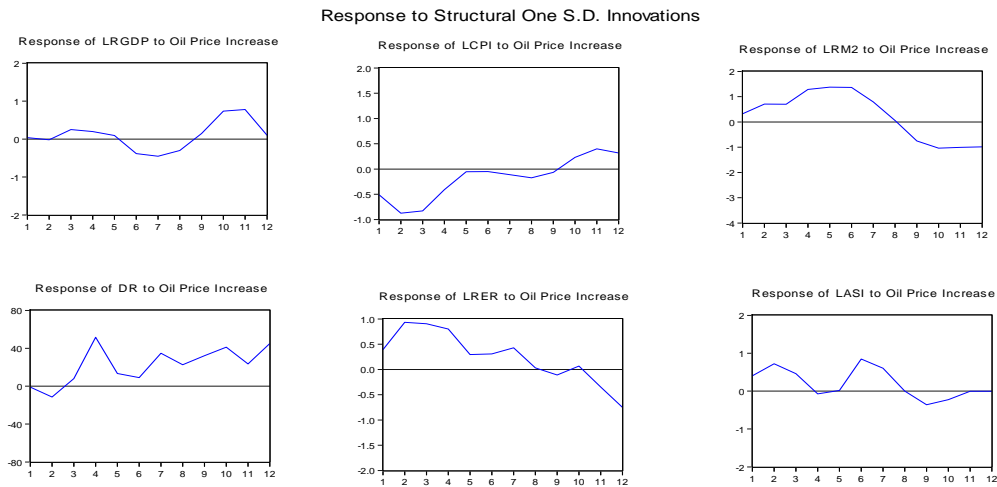 Response to Structural One S.D. Innovations
Response of LRGDP to Oil Price Increase
2
1
0
-1
-2
1 2 3 4 5 6 7 8 9 10 11 12
Response of LCPI to Oil Price Increase
2.0
1.5
1.0
0.5
0.0
-0.5
-1.0
1 2 3 4 5 6 7 8 9 10 11 12
Response of LRM2 to Oil Price Increase
2
1
0
-1
-2
-3
-4
1 2 3 4 5 6 7 8 9 10 11 12
Response of DR to Oil Price Increase
80
40
0
-40
-80
1 2 3 4 5 6 7 8 9 10 11 12
Response of LRER to Oil Price Increase
1.0
0.5
0.0
-0.5
-1.0
-1.5
-2.0
1 2 3 4 5 6 7 8 9 10 11 12
Response of LASI to Oil Price Increase
2
1
0
-1
-2
1 2 3 4 5 6 7 8 9 10 11 12